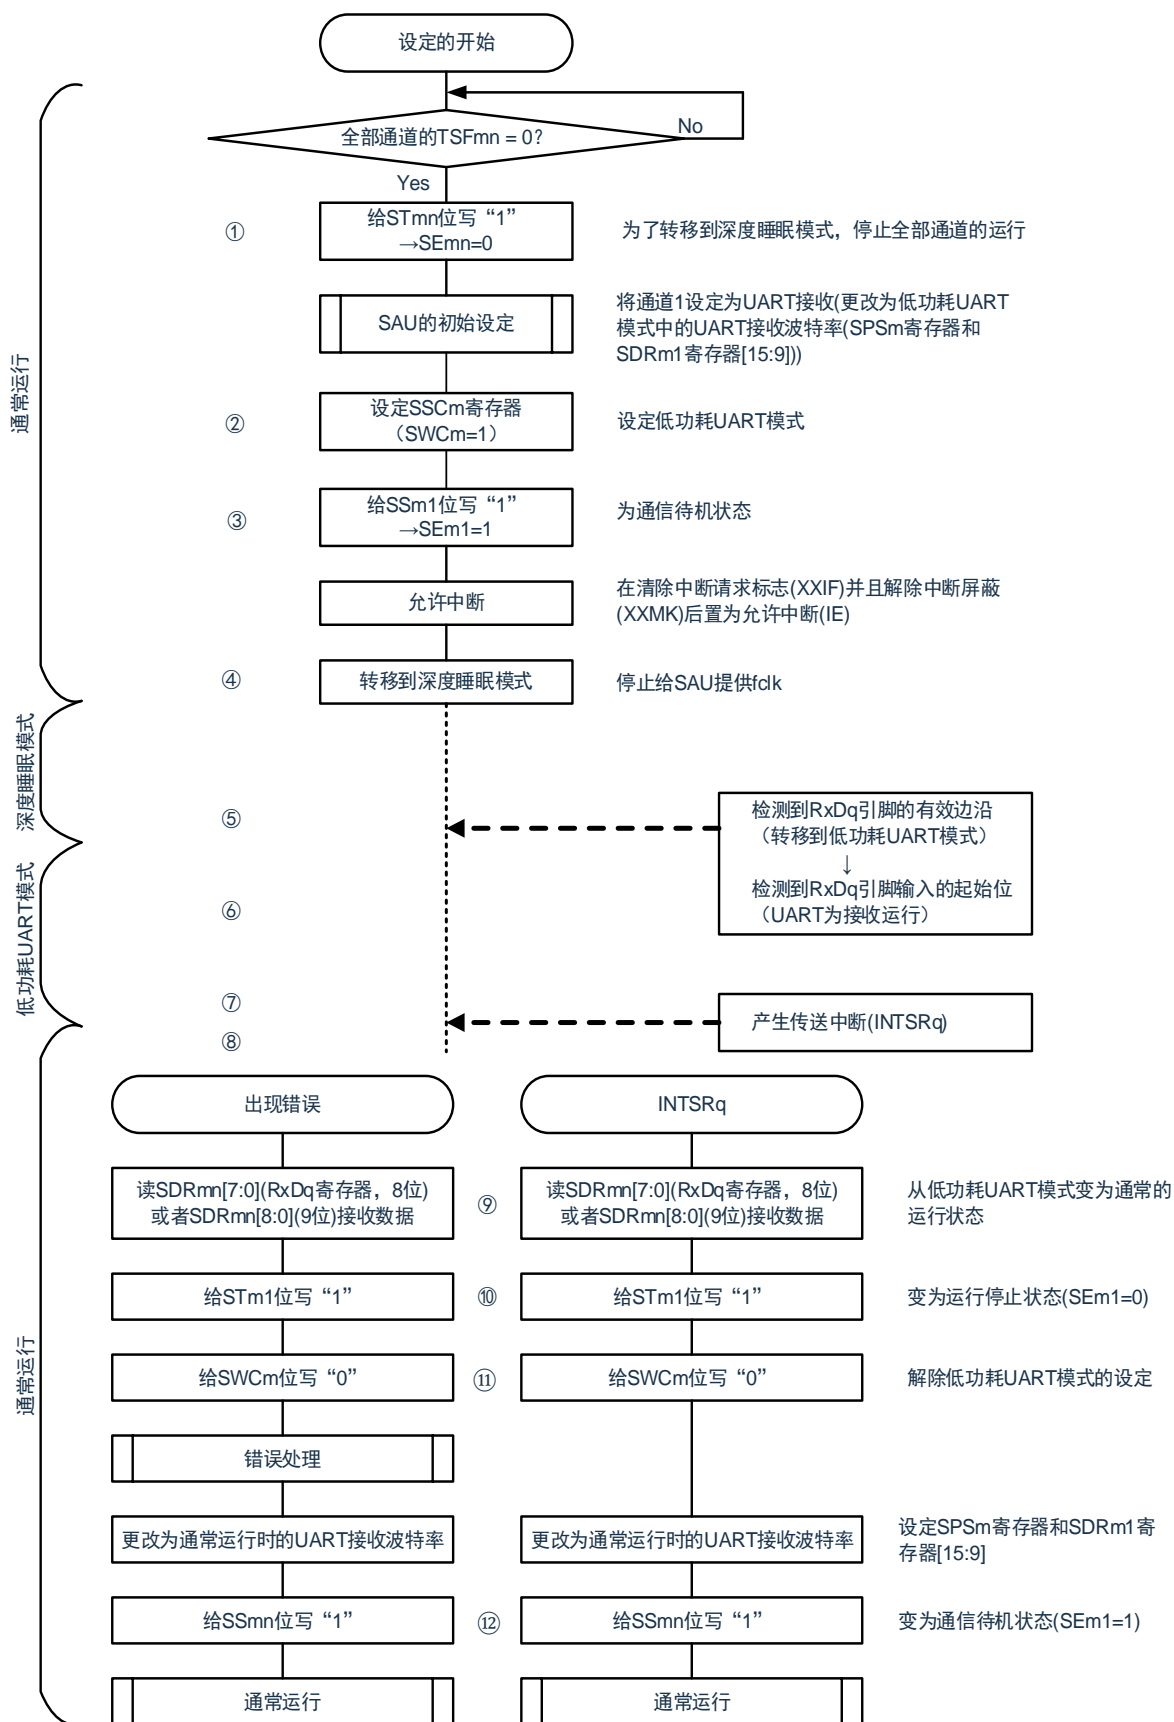 设定的开始
全部通道的TSFmn = 0?
No
Yes
①
给STmn位写“1”
→SEmn=0
为了转移到深度睡眠模式，停止全部通道的运行
SAU的初始设定
将通道1设定为UART接收(更改为低功耗UART
模式中的UART接收波特率(SPSm寄存器和
SDRm1寄存器[15:9]))
通常运行
②
设定SSCm寄存器
（SWCm=1）
设定低功耗UART模式
③
给SSm1位写“1”
→SEm1=1
为通信待机状态
允许中断
在清除中断请求标志(XXIF)并且解除中断屏蔽
(XXMK)后置为允许中断(IE)
④
转移到深度睡眠模式
停止给SAU提供fclk
深度睡眠模式
⑤
检测到RxDq引脚的有效边沿
（转移到低功耗UART模式）
↓
检测到RxDq引脚输入的起始位
（UART为接收运行）
低功耗UART模式
⑥
⑦
产生传送中断(INTSRq)
⑧
出现错误
INTSRq
读SDRmn[7:0](RxDq寄存器，8位)
或者SDRmn[8:0](9位)接收数据
⑨
读SDRmn[7:0](RxDq寄存器，8位)
或者SDRmn[8:0](9位)接收数据
从低功耗UART模式变为通常的
运行状态
给STm1位写“1”
⑩
给STm1位写“1”
变为运行停止状态(SEm1=0)
通常运行
给SWCm位写“0”
⑪
给SWCm位写“0”
解除低功耗UART模式的设定
错误处理
更改为通常运行时的UART接收波特率
更改为通常运行时的UART接收波特率
设定SPSm寄存器和SDRm1寄
存器[15:9]
给SSmn位写“1”
⑫
给SSmn位写“1”
变为通信待机状态(SEm1=1)
通常运行
通常运行